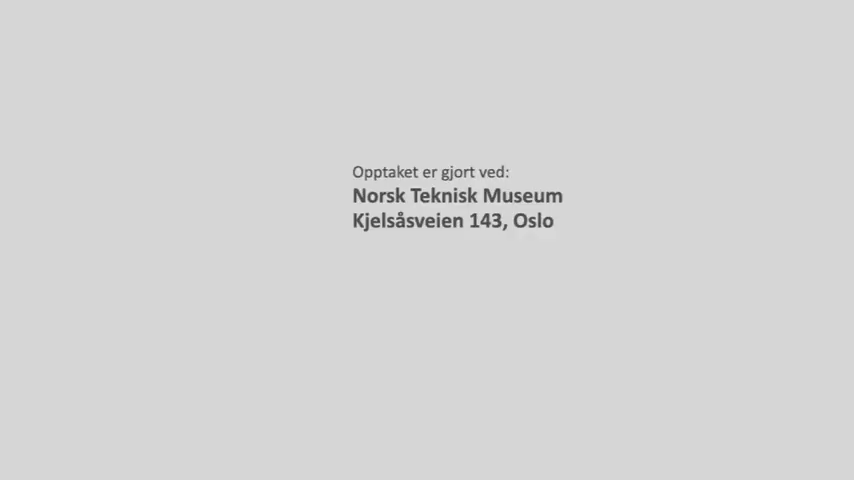 Opptaket er gjort ved:
Norsk Teknisk Museum
Kjelsåsveien 143, Oslo